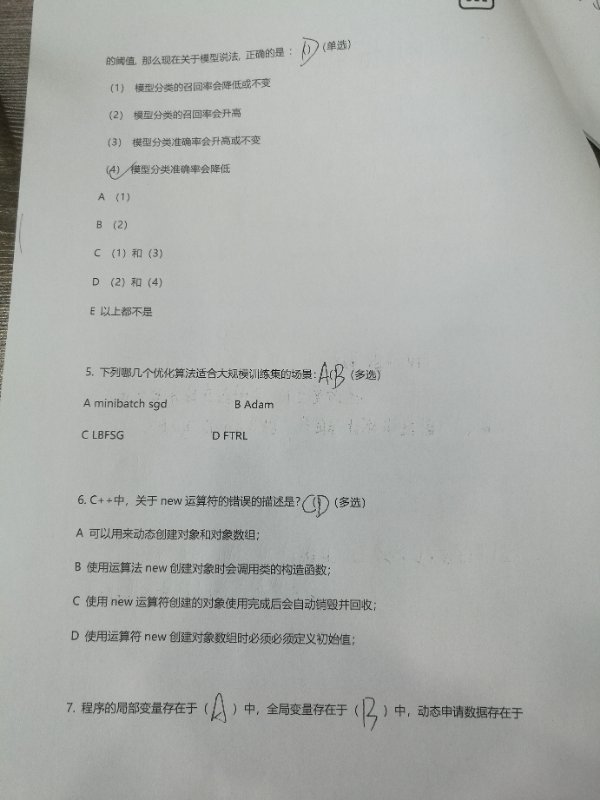 的阈值, 那么现在关于模型说法, 正确的是: D (单选)
(1) 模型分类的召回率会降低或不变
(2) 模型分类的召回率会升高
(3) 模型分类准确率会升高或不变
(4) 模型分类准确率会降低
A (1)
B (2)
C (1)和(3)
D (2)和(4)
E 以上都不是
5. 下列哪几个优化算法适合大规模训练集的场景: AB (多选)
A minibatch sgd B Adam
C LBFSG D FTRL
6. C++中, 关于 new 运算符的错误的描述是? CD (多选)
A 可以用来动态创建对象和对象数组;
B 使用运算法 new 创建对象时会调用类的构造函数;
C 使用 new 运算符创建的对象使用完成后会自动销毁并回收;
D 使用运算符 new 创建对象数组时必须必须定义初始值;
7. 程序的局部变量存在于 ( A ) 中, 全局变量存在于 ( B ) 中, 动态申请数据存在于